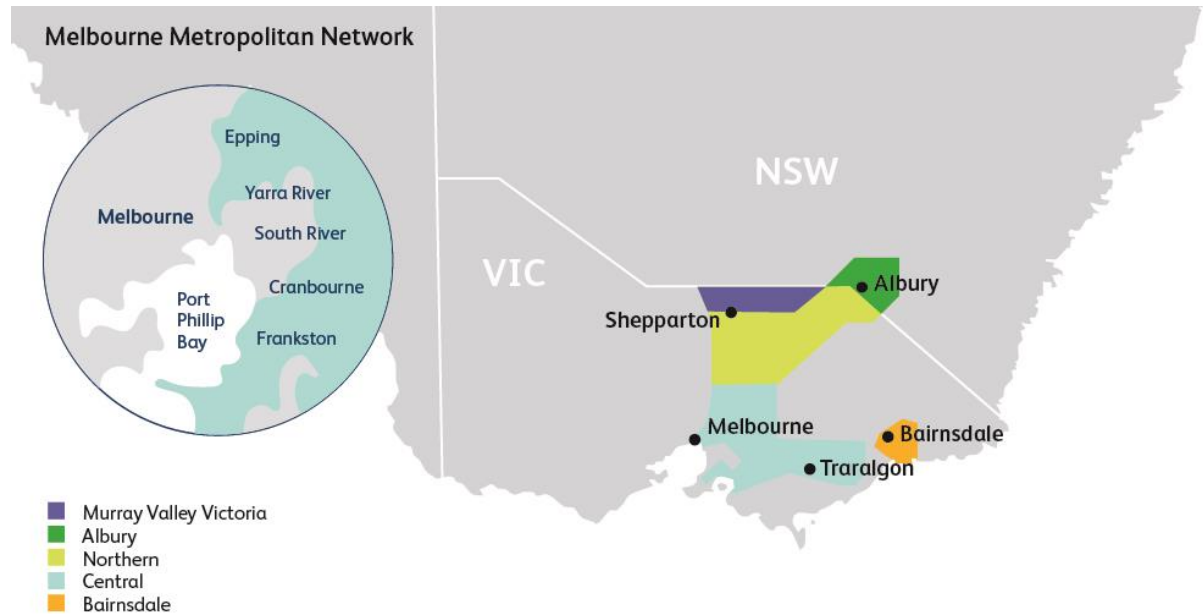 Melbourne Metropolitan Network
Epping
Yarra River
Melbourne
South River
Cranbourne
Port
Phillip
Bay
Frankston
NSW
VIC
Albury
Shepparton
Melbourne
Bairnsdale
Traralgon
Murray Valley Victoria
Albury
Northern
Central
Bairnsdale